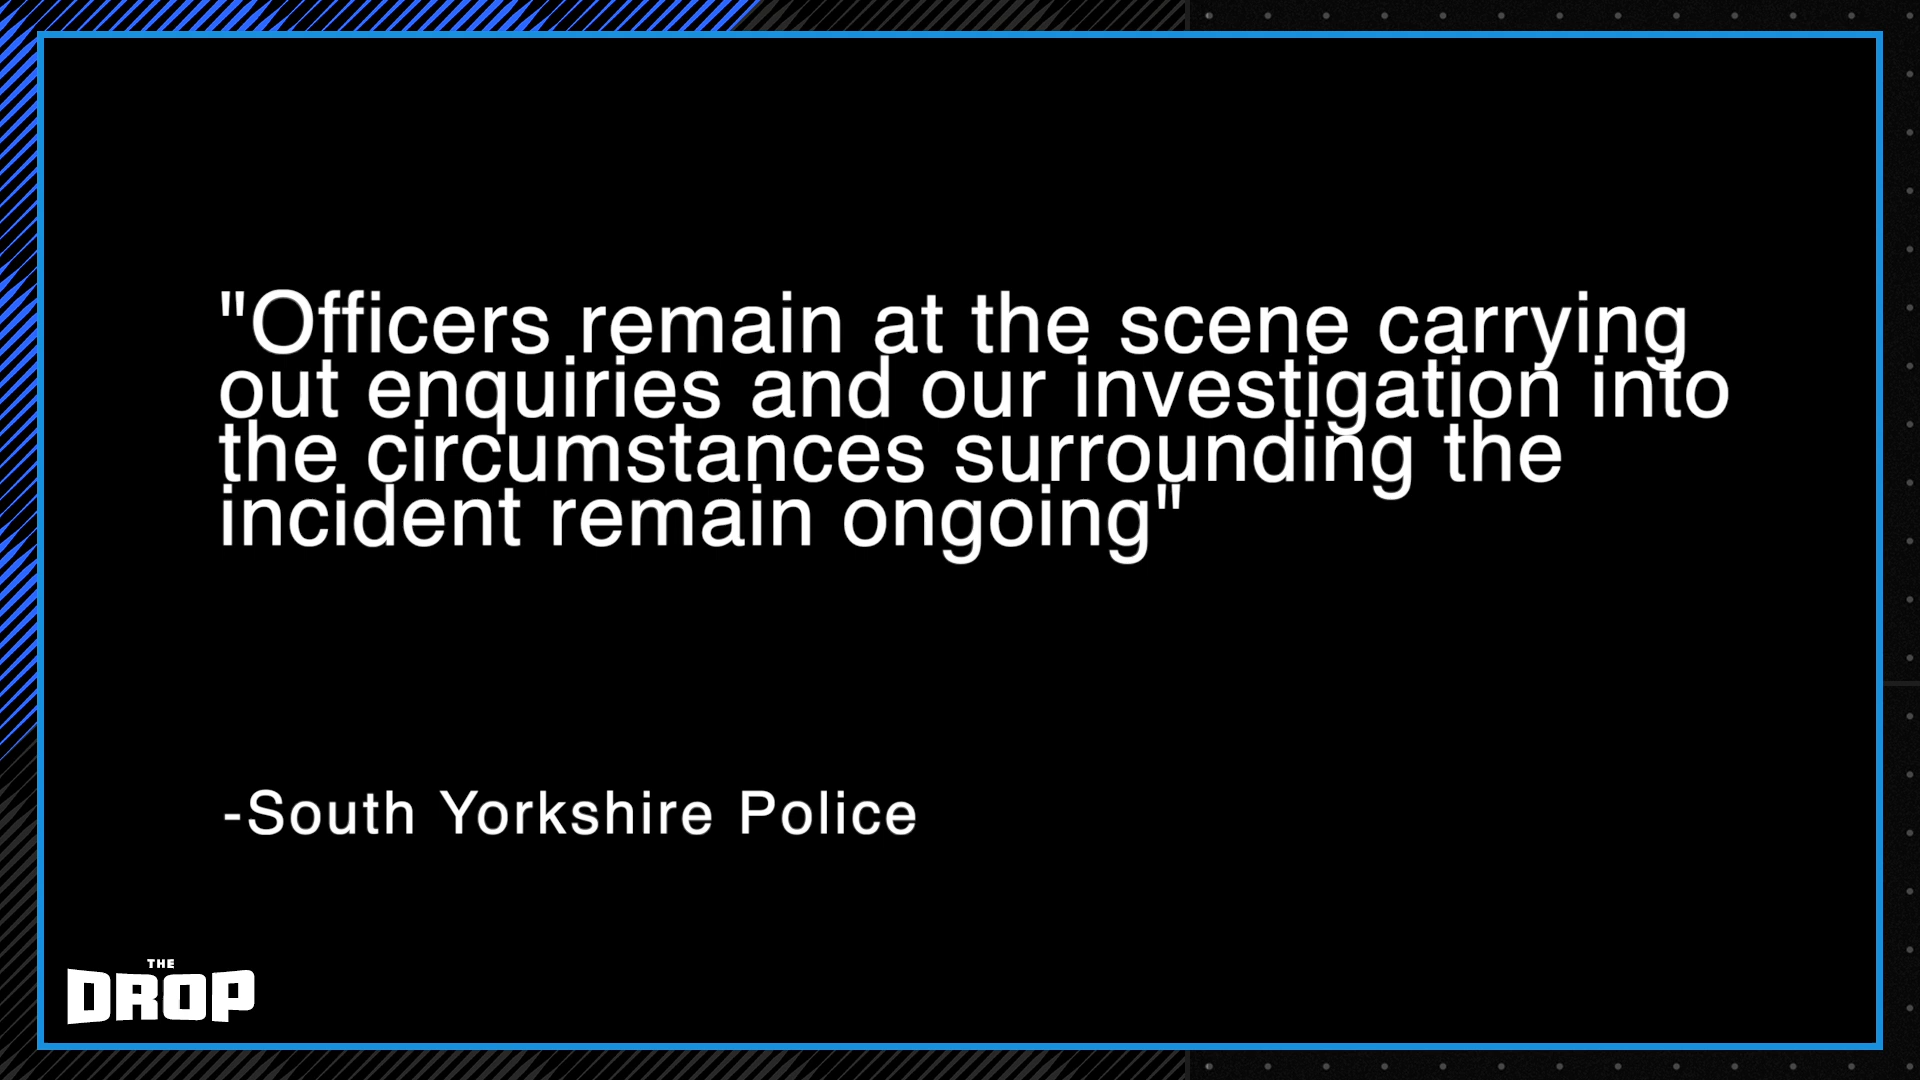 "Officers remain at the scene carrying
out enquiries and our investigation into
the circumstances surrounding the
incident remain ongoing"
-South Yorkshire Police
THE
DROP